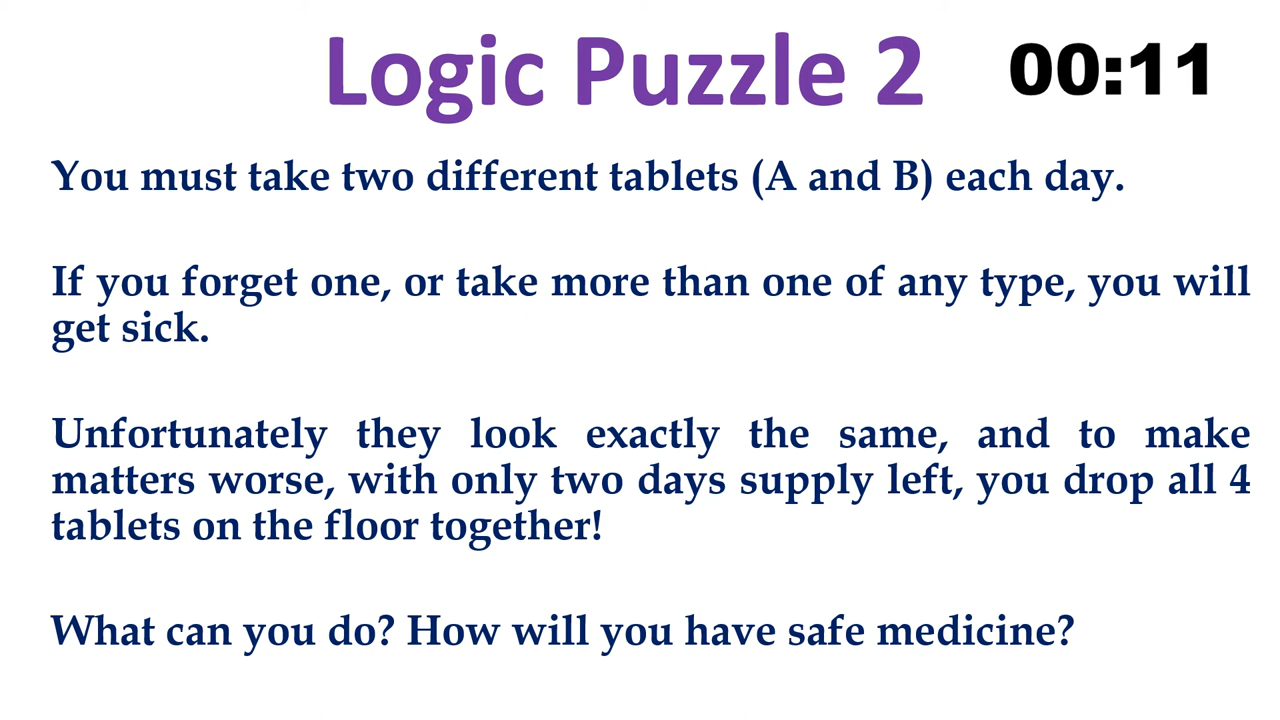 Logic Puzzle 2
00:11
You must take two different tablets (A and B) each day.
If you forget one, or take more than one of any type, you will
get sick.
Unfortunately they look exactly the same, and to make
matters worse, with only two days supply left, you drop all 4
tablets on the floor together!
What can you do? How will you have safe medicine?